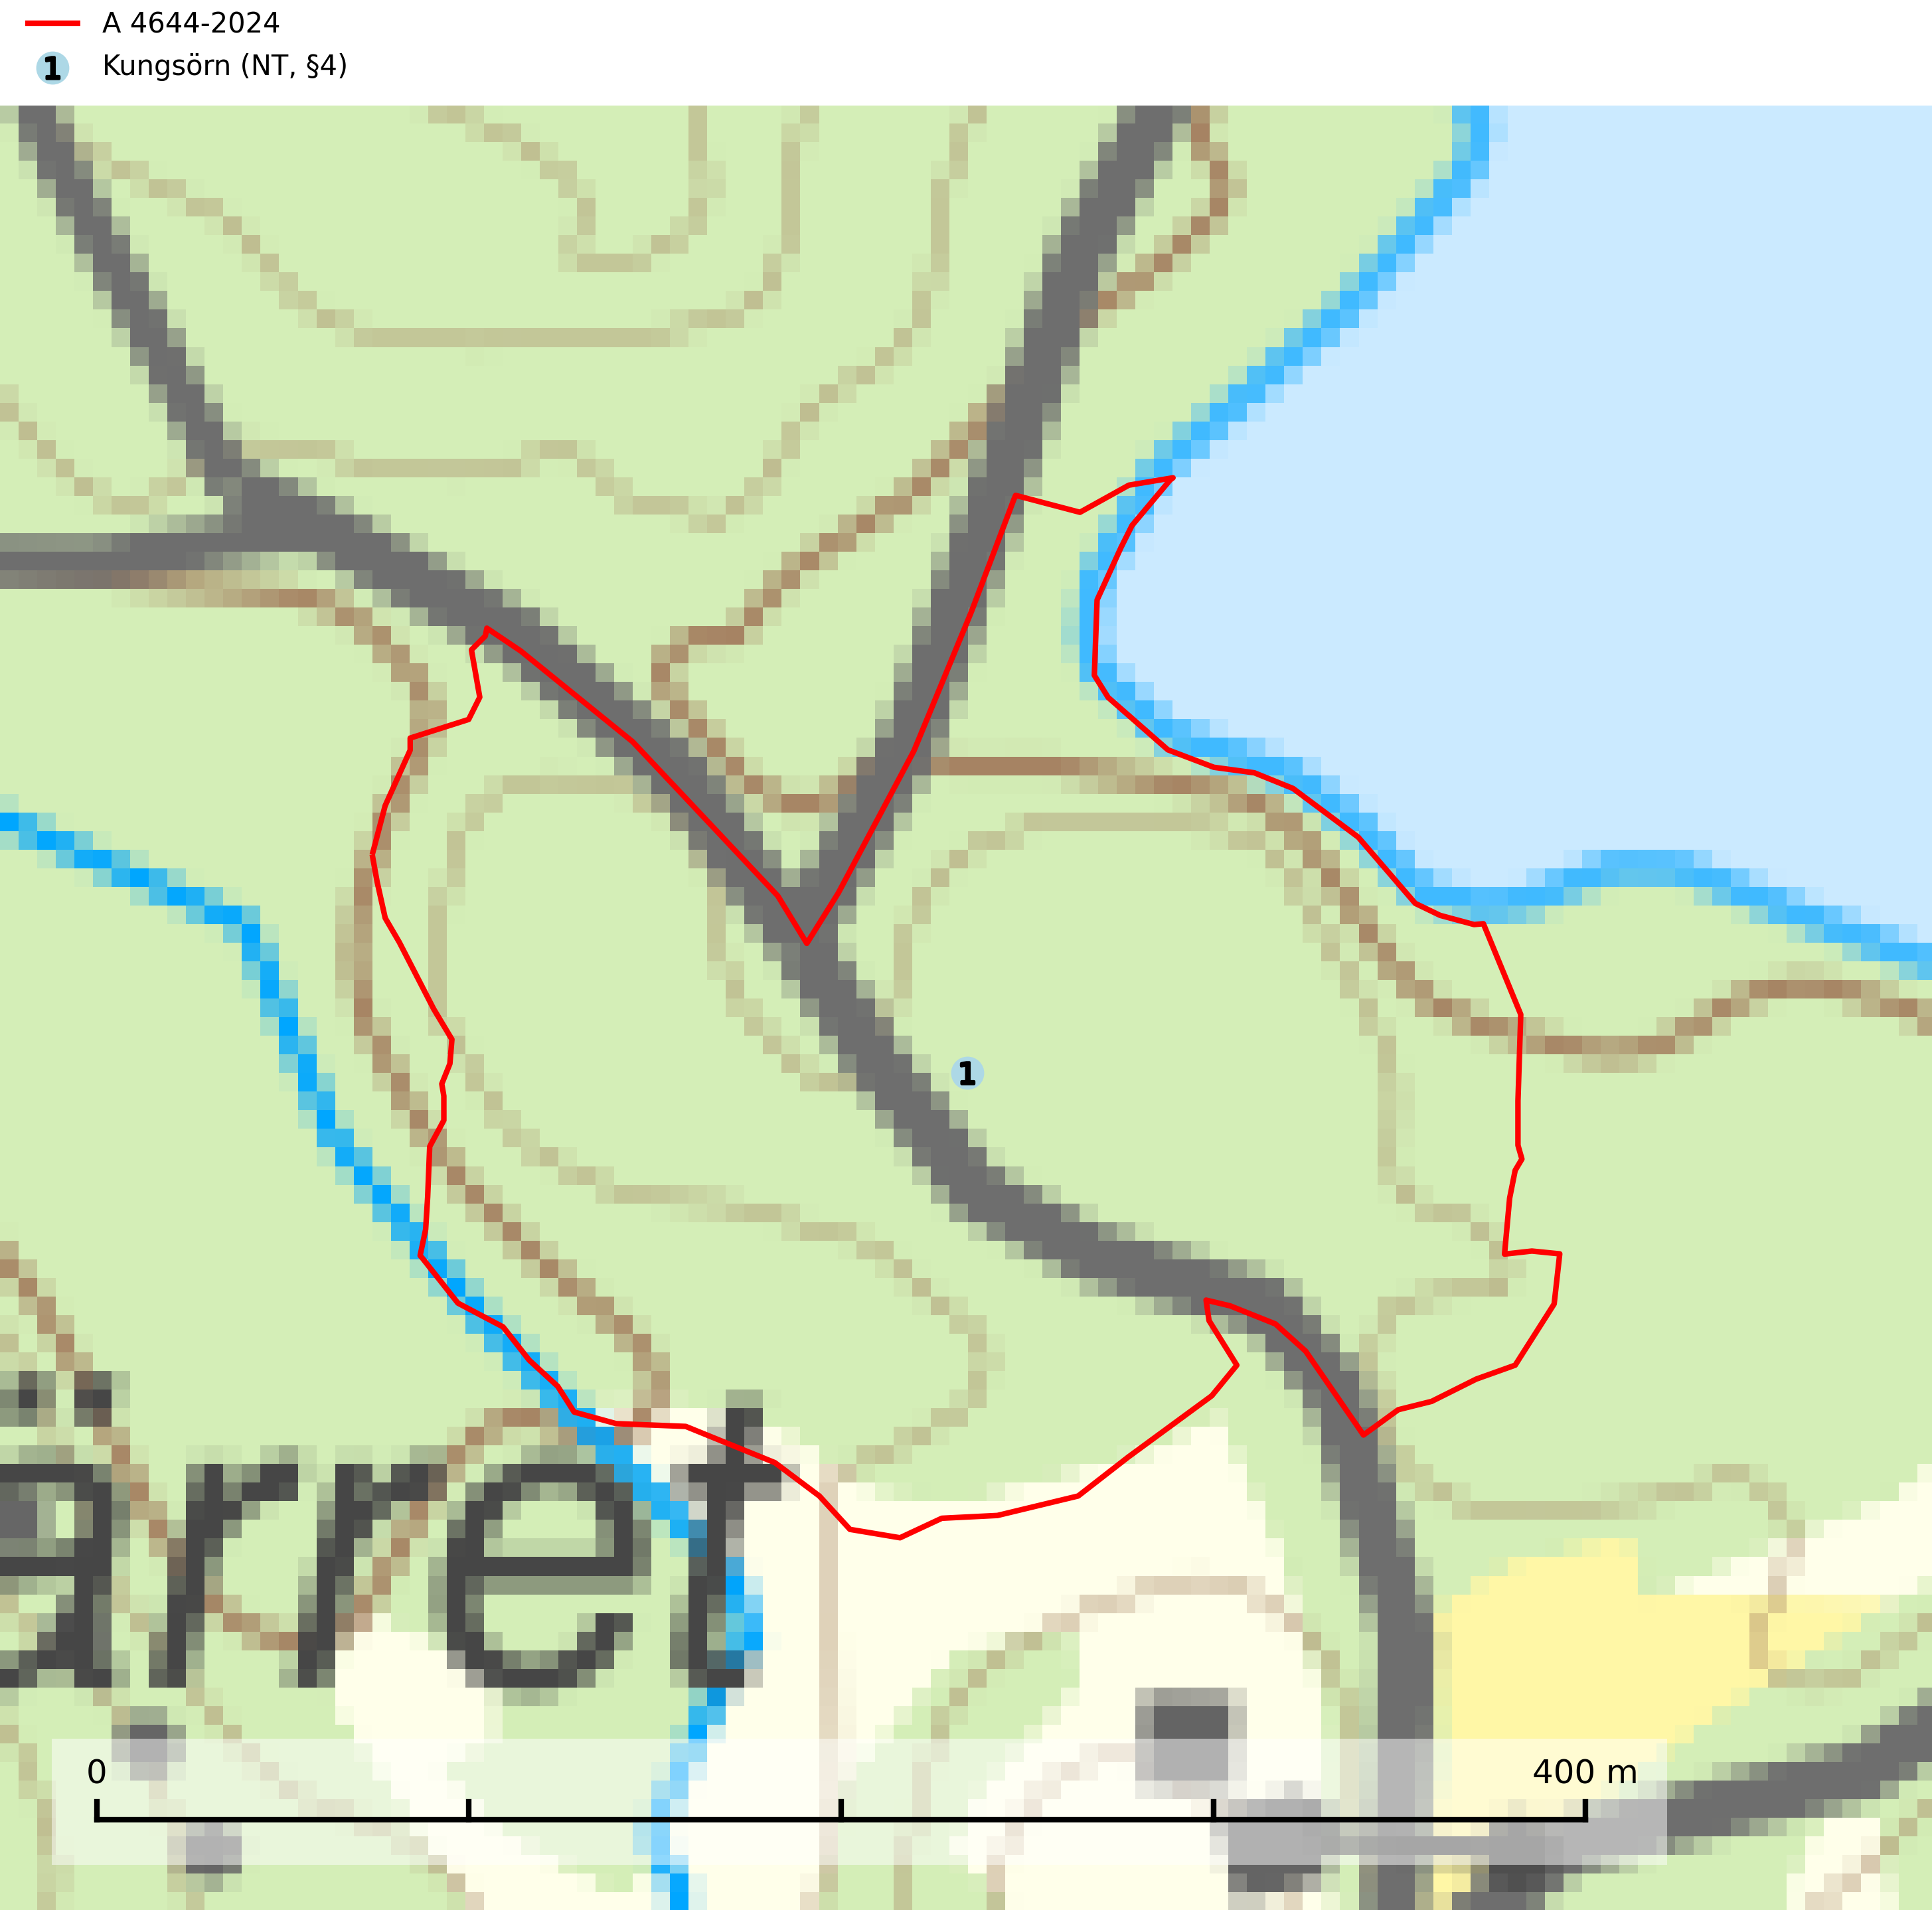 A 4644-2024
1 Kungsörn (NT, §4)
1
arret
0 400 m